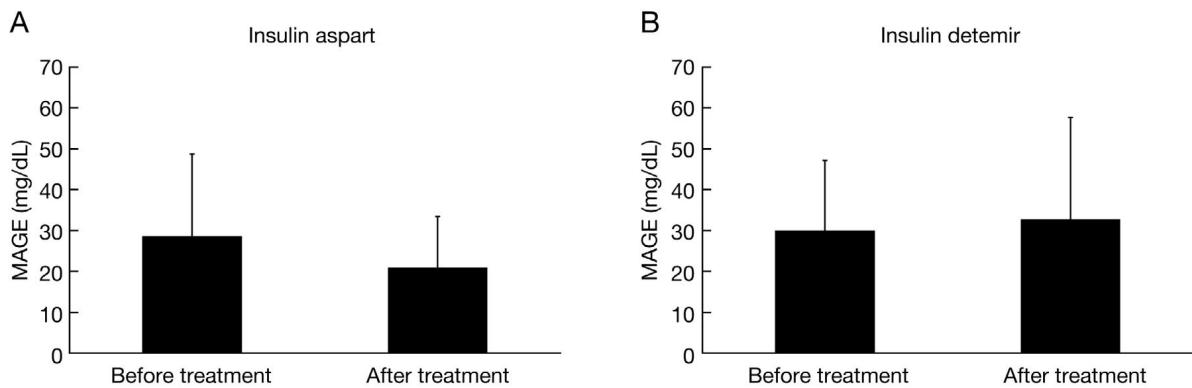 A
Insulin aspart
MAGE (mg/dL)
70
60
50
40
30
20
10
0
Before treatment
After treatment
B
Insulin detemir
MAGE (mg/dL)
70
60
50
40
30
20
10
0
Before treatment
After treatment